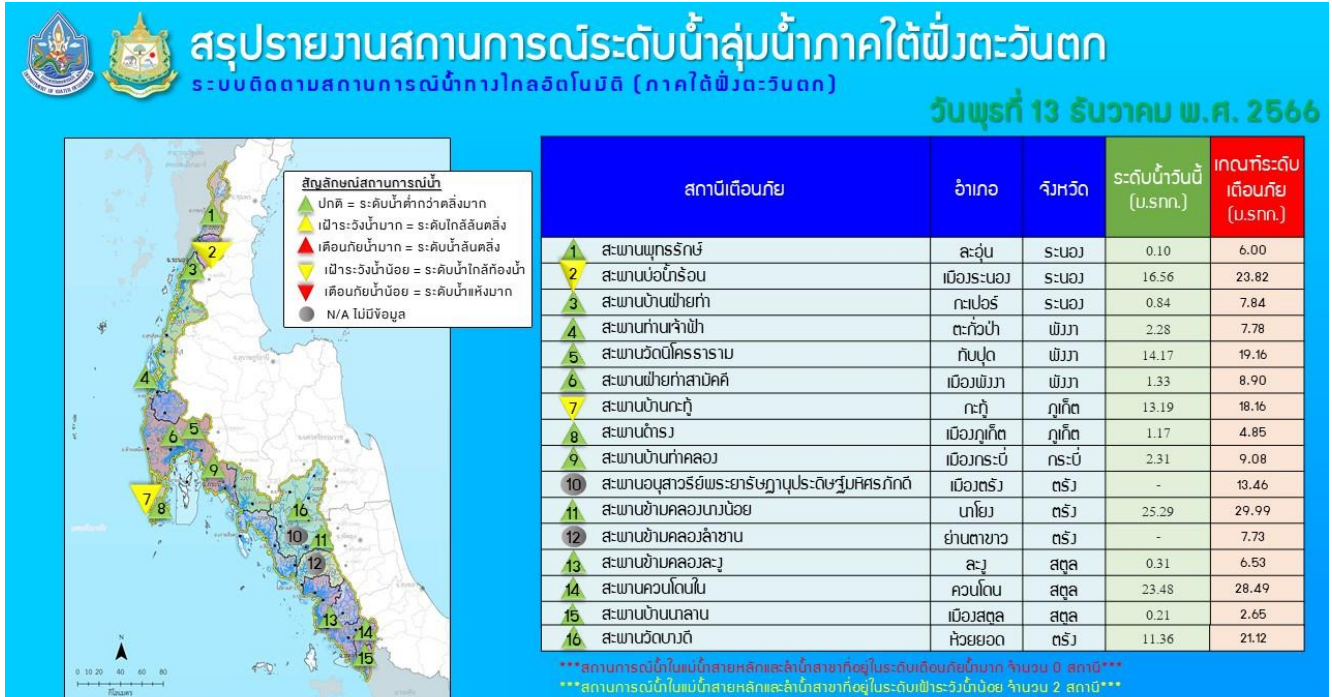 สรุปรายงานสถานการณ์ระดับน้ำลุ่มน้ำภาคใต้ฝั่งตะวันตก
ระบบติดตามสถานการณ์น้ำทางไกลอัตโนมัติ (ภาคใต้ฝั่งตะวันตก)
วันพุธที่ 13 ธันวาคม พ.ศ. 2566
สัญลักษณ์สถานการณ์น้ำ
ปกติ = ระดับน้ำต่ำกว่าตลิ่งมาก
เฝ้าระวังน้ำมาก = ระดับใกล้ล้นตลิ่ง
เตือนภัยน้ำมาก = ระดับน้ำล้นตลิ่ง
เฝ้าระวังน้ำน้อย = ระดับน้ำใกล้ท้องน้ำ
เตือนภัยน้ำน้อย = ระดับน้ำแห้งมาก
N/A ไม่มีข้อมูล
1
2
3
4
5
6
7
8
9
16
10
11
12
13
14
15
N
0 10 20 40 60 80
กิโลเมตร
สถานีเตือนภัย อำเภอ จังหวัด ระดับน้ำวันนี้ (ม.รทก.) เกณฑ์ระดับเตือนภัย (ม.รทก.)
1 สะพานพุทธรักษ์ ละอุ่น ระนอง 0.10 6.00
2 สะพานบ่อน้ำร้อน เมืองระนอง ระนอง 16.56 23.82
3 สะพานบ้านฝ่ายท่า กะเปอร์ ระนอง 0.84 7.84
4 สะพานท่านเจ้าฟ้า ตะกั่วป่า พังงา 2.28 7.78
5 สะพานวัดนิโครธาราม ทับปุด พังงา 14.17 19.16
6 สะพานฝ่ายท่าสามัคคี เมืองพังงา พังงา 1.33 8.90
7 สะพานบ้านกะทู้ กะทู้ ภูเก็ต 13.19 18.16
8 สะพานดำรง เมืองภูเก็ต ภูเก็ต 1.17 4.85
9 สะพานบ้านท่าคลอง เมืองกระบี่ กระบี่ 2.31 9.08
10 สะพานอนุสาวรีย์พระยารัษฎานุประดิษฐ์มหิศรภักดี เมืองตรัง ตรัง - 13.46
11 สะพานข้ามคลองนางน้อย นาโยง ตรัง 25.29 29.99
12 สะพานข้ามคลองลำชาน ย่านตาขาว ตรัง - 7.73
13 สะพานข้ามคลองละงู ละงู สตูล 0.31 6.53
14 สะพานควนโดนใน ควนโดน สตูล 23.48 28.49
15 สะพานบ้านนาลาน เมืองสตูล สตูล 0.21 2.65
16 สะพานวัดบางดี ห้วยยอด ตรัง 11.36 21.12
***สถานการณ์น้ำในแม่น้ำสายหลักและลำน้ำสาขาที่อยู่ในระดับเตือนภัยน้ำมาก จำนวน 0 สถานี***
***สถานการณ์น้ำในแม่น้ำสายหลักและลำน้ำสาขาที่อยู่ในระดับเฝ้าระวังน้ำน้อย จำนวน 2 สถานี***